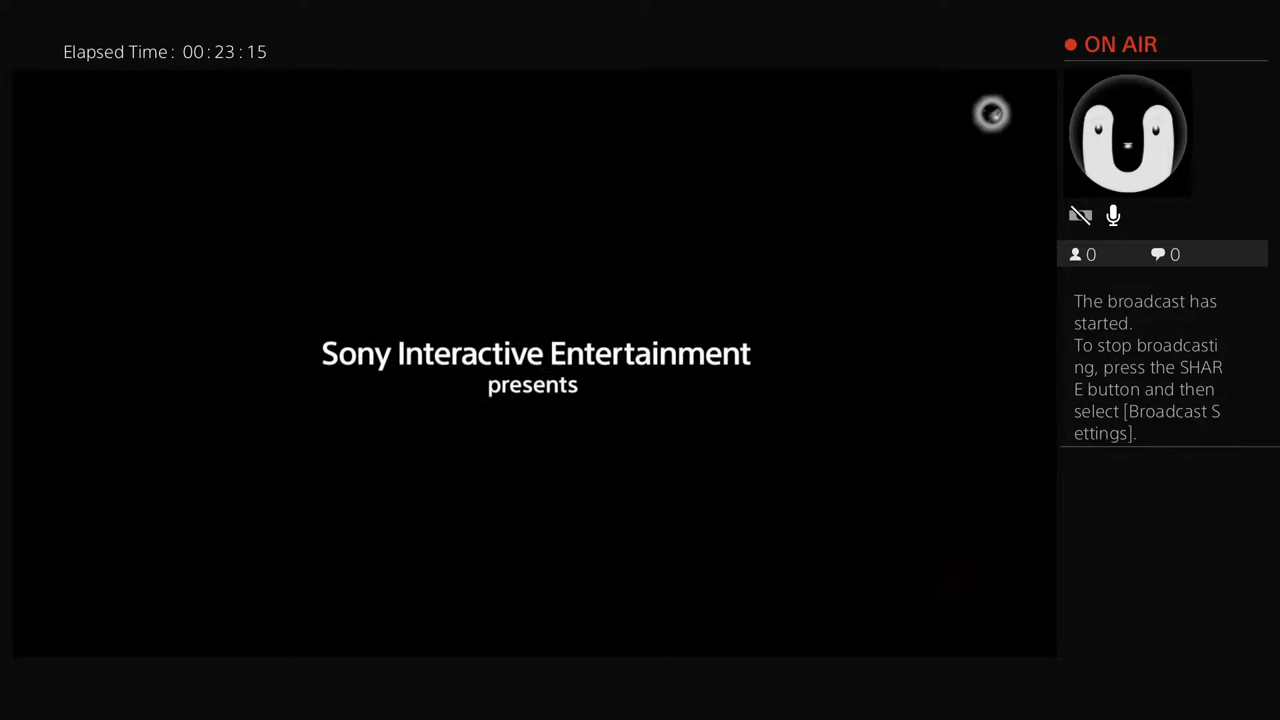 Elapsed Time: 00:23:15
ON AIR
Sony Interactive Entertainment
presents
0 0
The broadcast has
started.
To stop broadcasti
ng, press the SHAR
E button and then
select [Broadcast S
ettings].